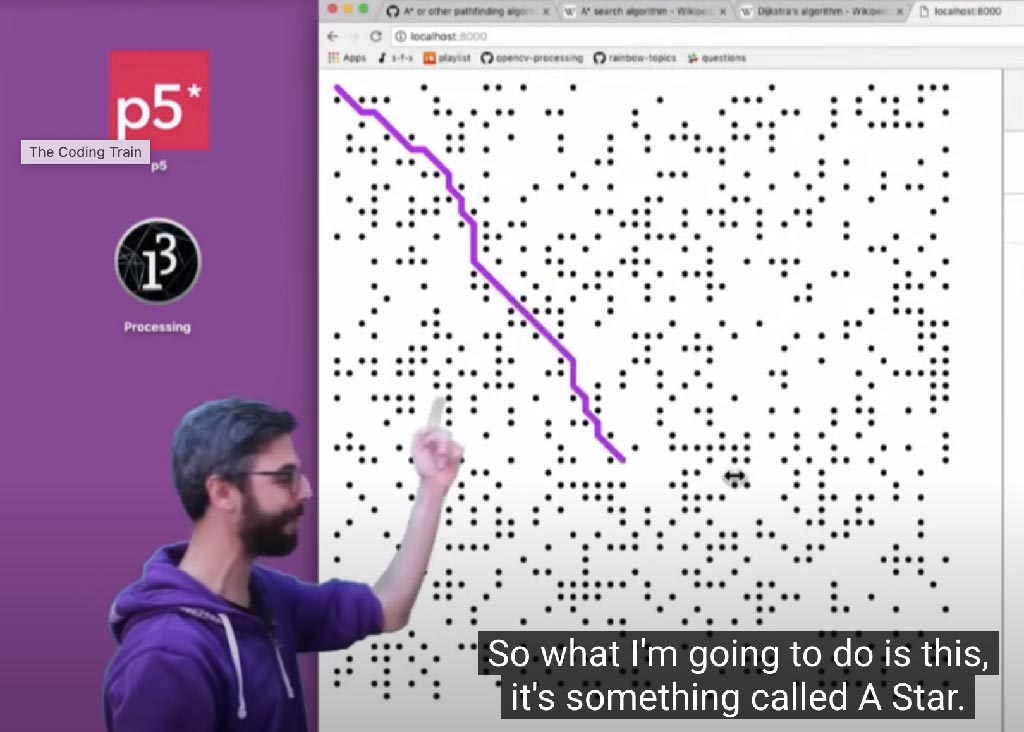 A* or other pathfinding algor
A* search algorithm - Wikipe
Dijkstra's algorithm - Wikipe
localhost:8000
localhost:8000
Apps
s-f-x
playlist
opencv-processing
rainbow-topics
questions
p5*
The Coding Train
p5
Processing
So what I'm going to do is this,
it's something called A Star.